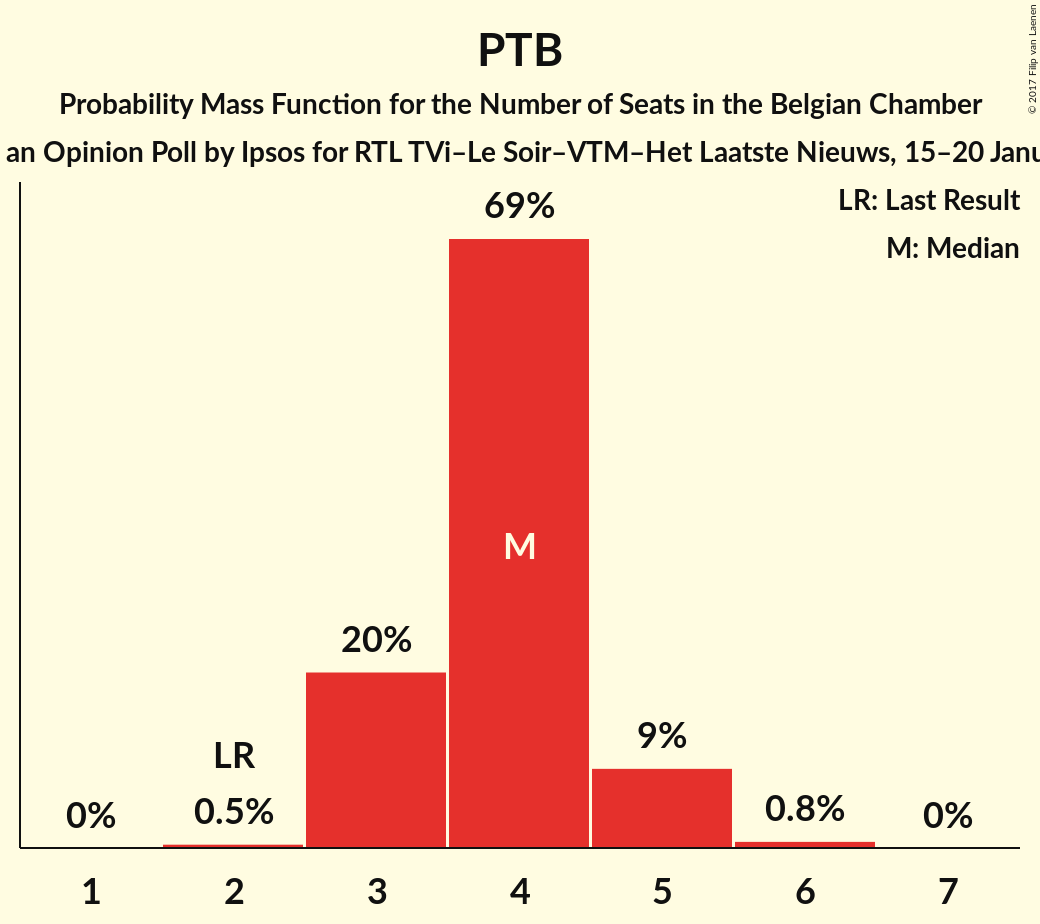 PTB
Probability Mass Function for the Number of Seats in the Belgian Chamber
an Opinion Poll by Ipsos for RTL TVi–Le Soir–VTM–Het Laatste Nieuws, 15–20 Janu
© 2017 Filip van Laenen
LR: Last Result
M: Median
69%
M
20%
9%
LR
0%
0.5%
0.8%
0%
1 2 3 4 5 6 7